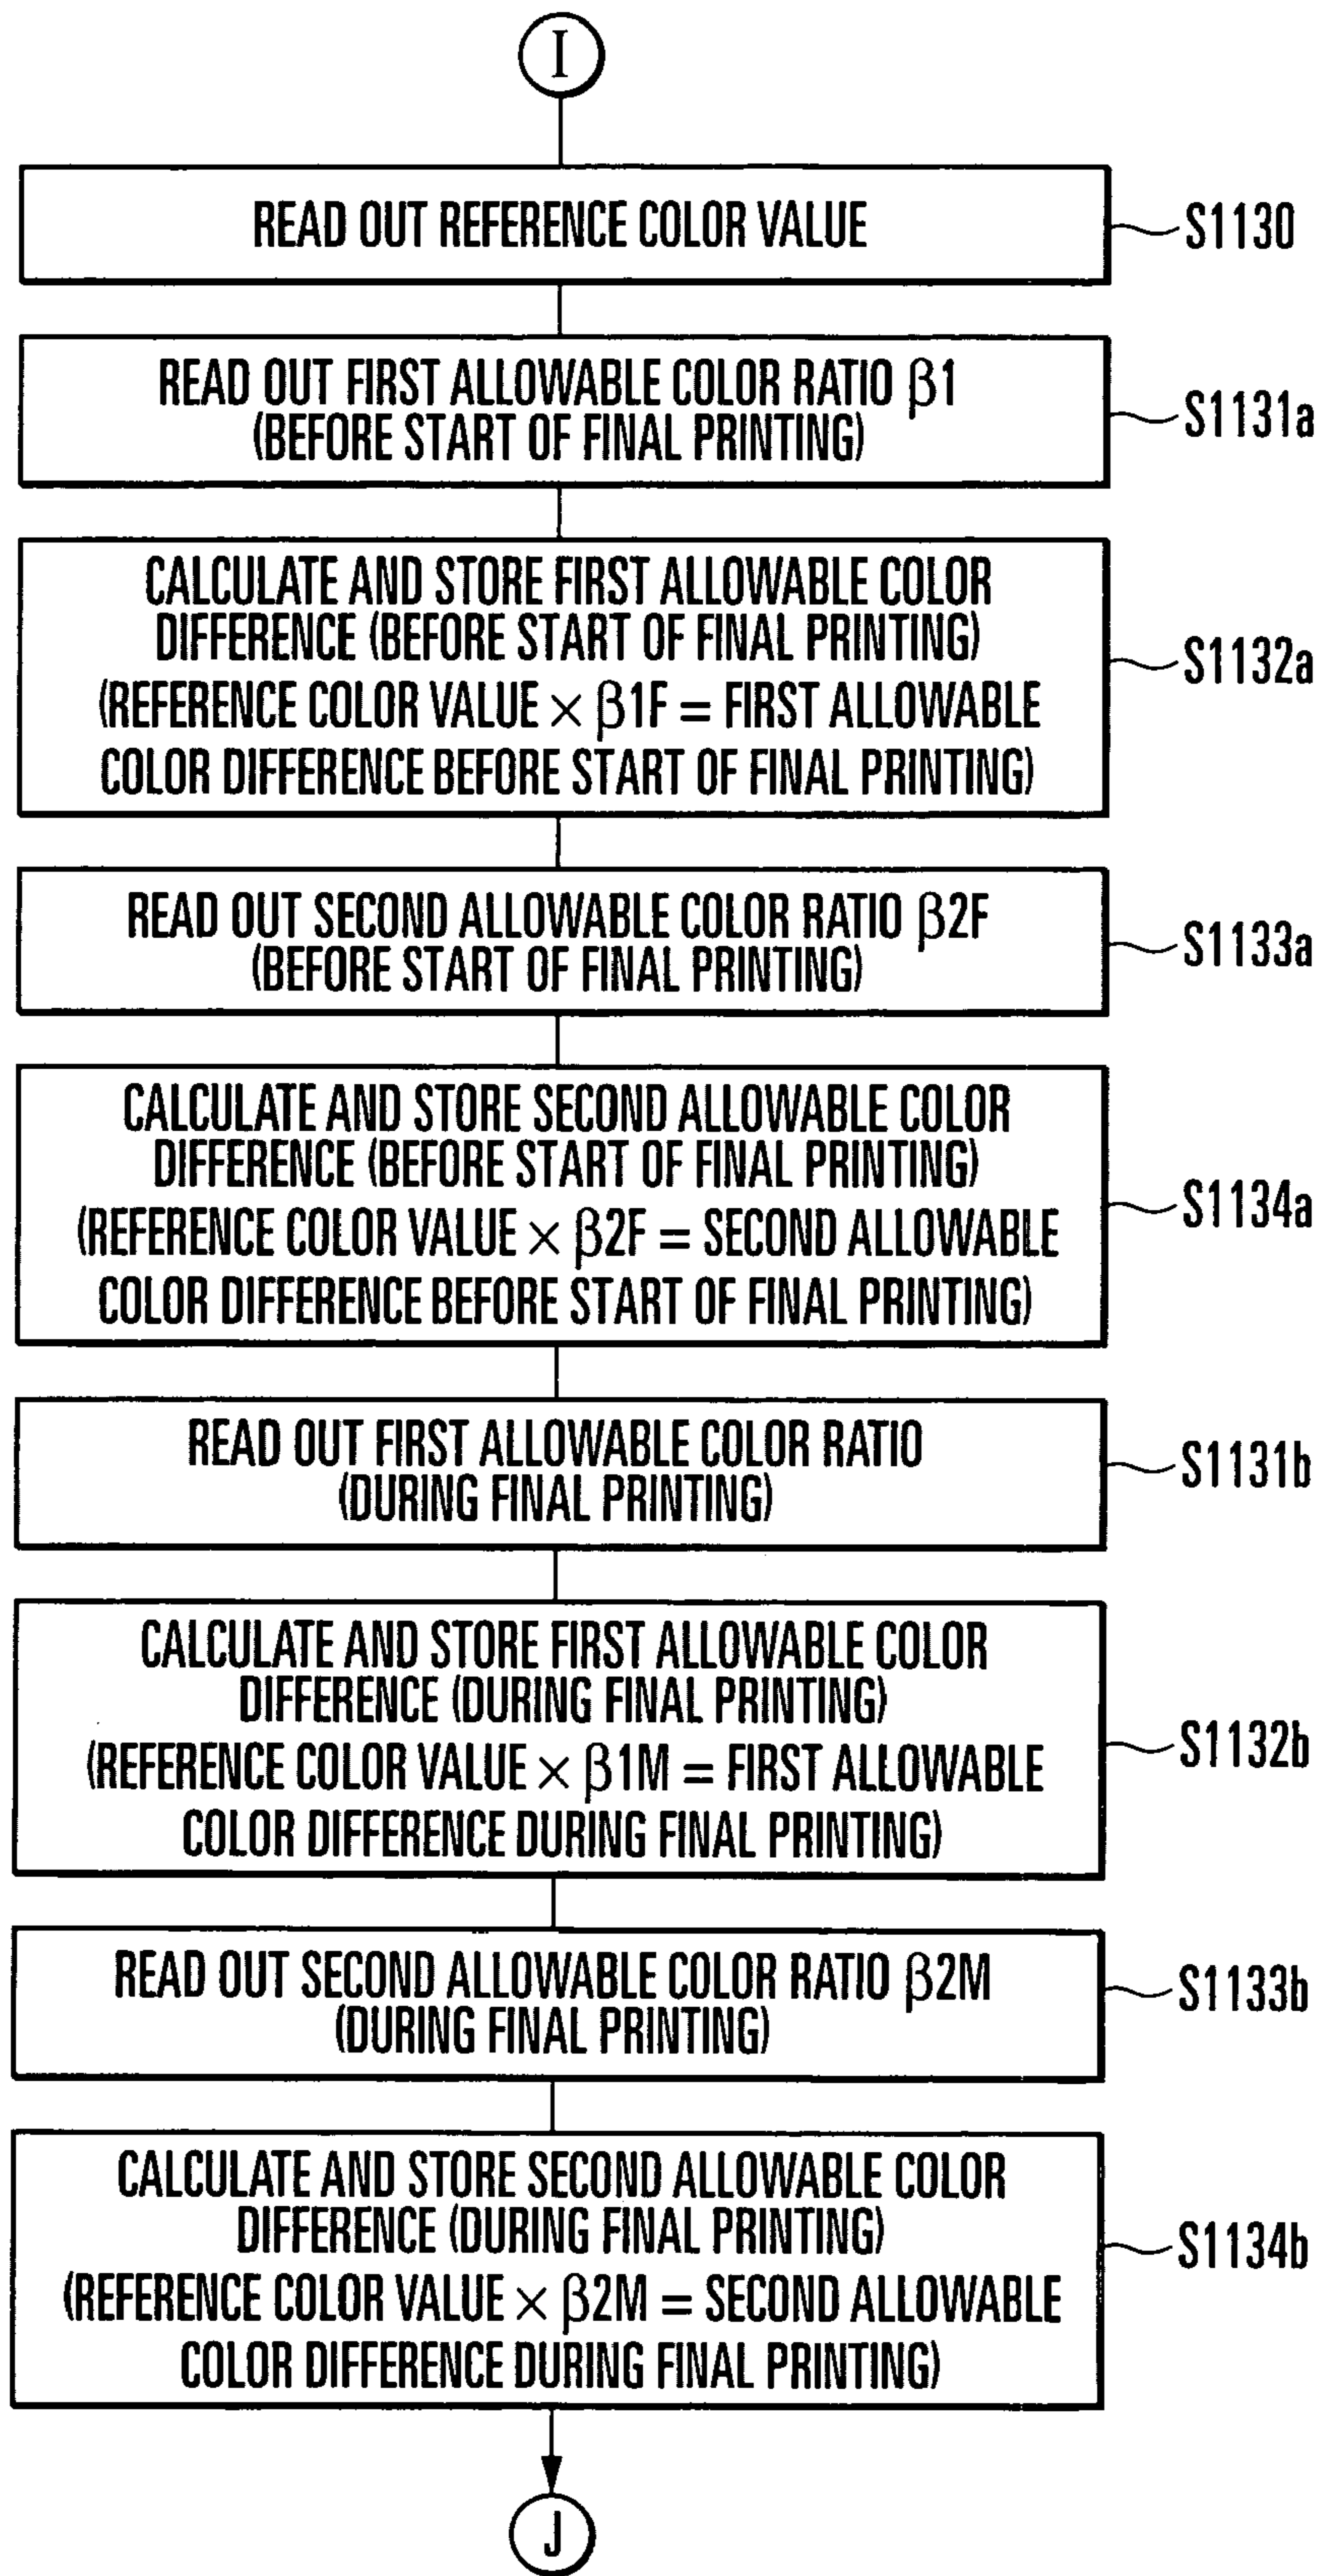 I
READ OUT REFERENCE COLOR VALUE
S1130
READ OUT FIRST ALLOWABLE COLOR RATIO β1
(BEFORE START OF FINAL PRINTING)
S1131a
CALCULATE AND STORE FIRST ALLOWABLE COLOR
DIFFERENCE (BEFORE START OF FINAL PRINTING)
(REFERENCE COLOR VALUE × β1F = FIRST ALLOWABLE
COLOR DIFFERENCE BEFORE START OF FINAL PRINTING)
S1132a
READ OUT SECOND ALLOWABLE COLOR RATIO β2F
(BEFORE START OF FINAL PRINTING)
S1133a
CALCULATE AND STORE SECOND ALLOWABLE COLOR
DIFFERENCE (BEFORE START OF FINAL PRINTING)
(REFERENCE COLOR VALUE × β2F = SECOND ALLOWABLE
COLOR DIFFERENCE BEFORE START OF FINAL PRINTING)
S1134a
READ OUT FIRST ALLOWABLE COLOR RATIO
(DURING FINAL PRINTING)
S1131b
CALCULATE AND STORE FIRST ALLOWABLE COLOR
DIFFERENCE (DURING FINAL PRINTING)
(REFERENCE COLOR VALUE × β1M = FIRST ALLOWABLE
COLOR DIFFERENCE DURING FINAL PRINTING)
S1132b
READ OUT SECOND ALLOWABLE COLOR RATIO β2M
(DURING FINAL PRINTING)
S1133b
CALCULATE AND STORE SECOND ALLOWABLE COLOR
DIFFERENCE (DURING FINAL PRINTING)
(REFERENCE COLOR VALUE × β2M = SECOND ALLOWABLE
COLOR DIFFERENCE DURING FINAL PRINTING)
S1134b
J